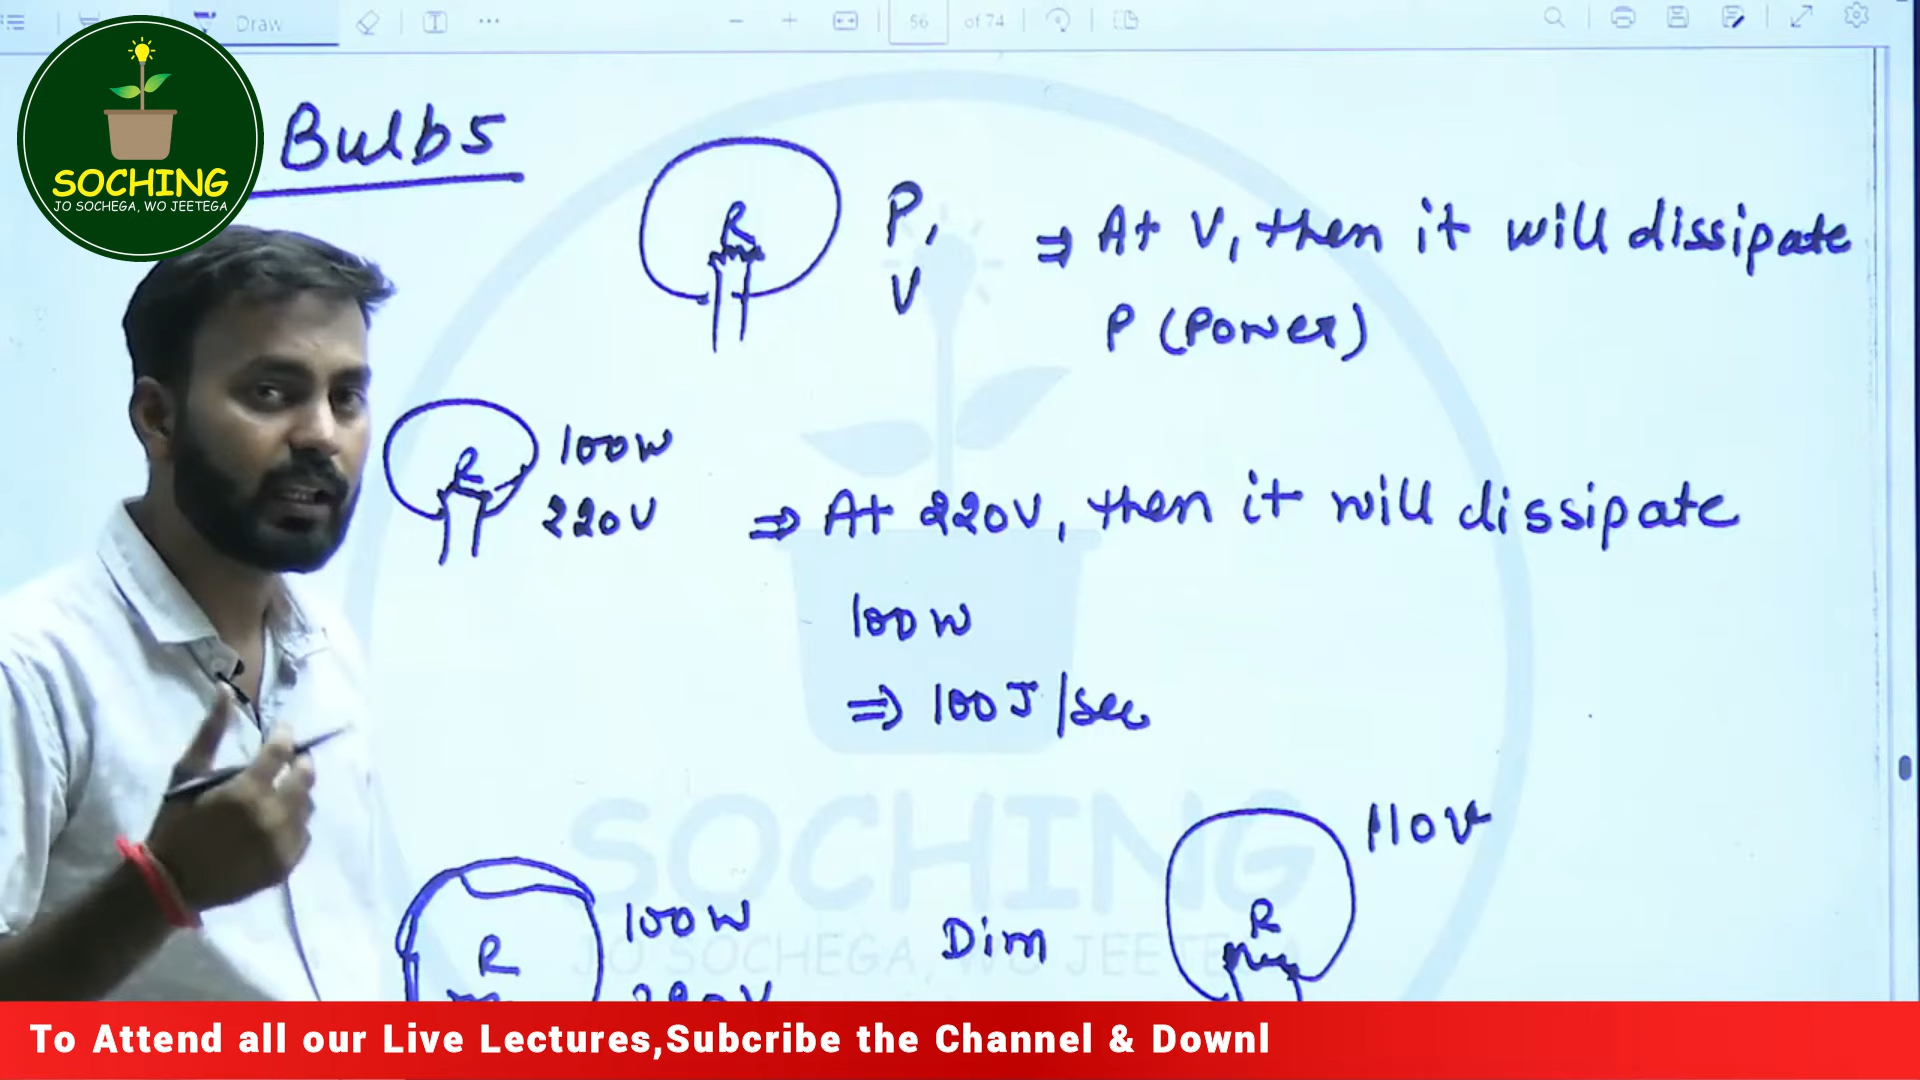 Draw
56 of 74
SOCHING
JO SOCHEGA, WO JEETEGA
Bulbs
R
P,
V
⇒ At V, then it will dissipate
P (Power)
R
100W
220V
⇒ At 220V, then it will dissipate
100W
⇒ 100J/sec
SOCHING
JO SOCHEGA, WO JEETEGA
110V
R
100W
220V
Dim
R
To Attend all our Live Lectures,Subcribe the Channel & Downl